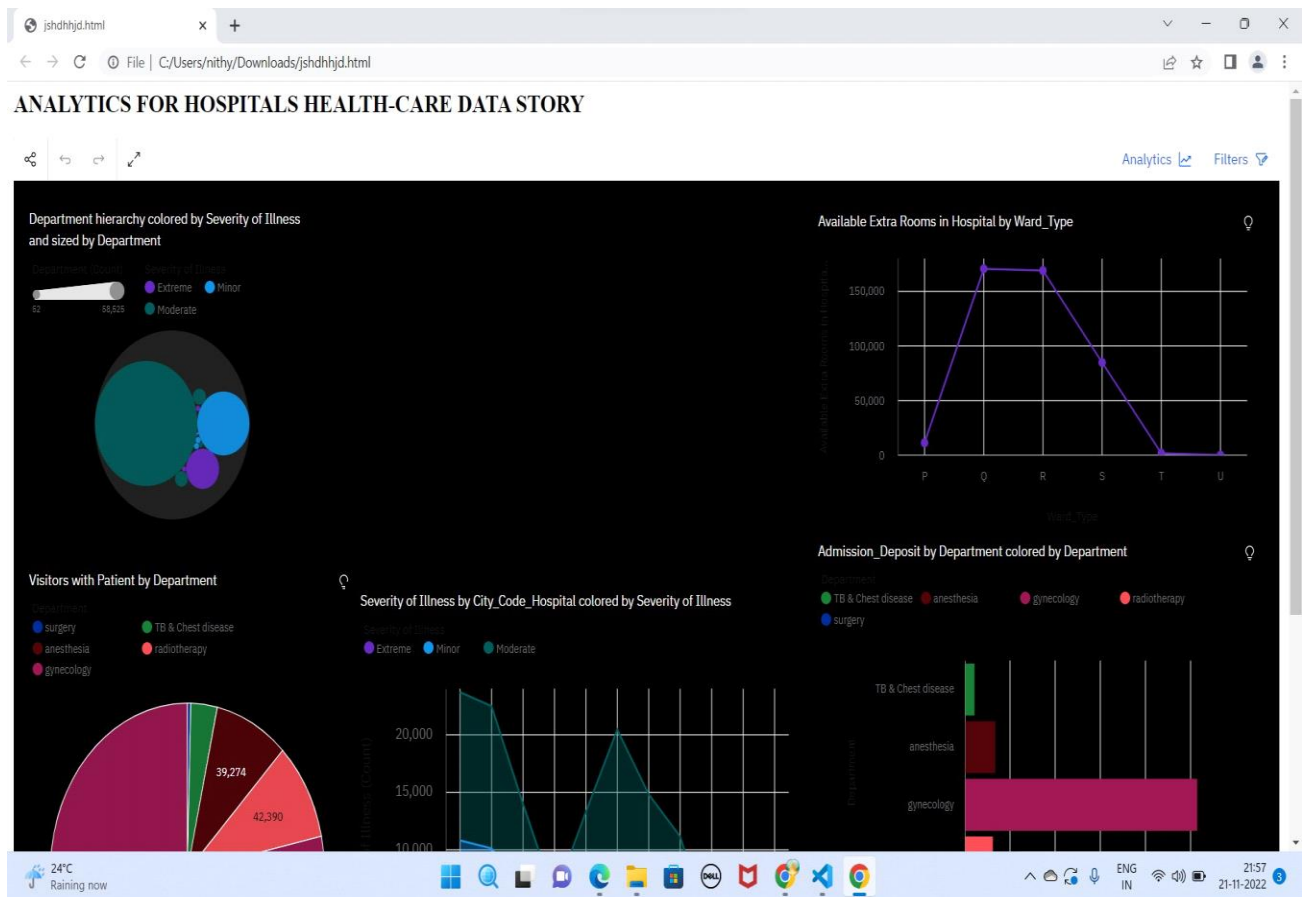 jshdhhjd.html
File | C:/Users/nithy/Downloads/jshdhhjd.html
ANALYTICS FOR HOSPITALS HEALTH-CARE DATA STORY
Analytics
Filters
Department hierarchy colored by Severity of Illness
and sized by Department
Department (Count)
Severity of Illness
52
58,525
Extreme
Minor
Moderate
Available Extra Rooms in Hospital by Ward_Type
150,000
100,000
50,000
0
P Q R S T U
Ward_Type
Visitors with Patient by Department
Department
surgery
TB & Chest disease
anesthesia
radiotherapy
gynecology
39,274
42,390
Severity of Illness by City_Code_Hospital colored by Severity of Illness
Severity of Illness
Extreme
Minor
Moderate
20,000
15,000
10,000
Admission_Deposit by Department colored by Department
Department
TB & Chest disease
anesthesia
gynecology
radiotherapy
surgery
TB & Chest disease
anesthesia
gynecology
Department
24°C
Raining now
DELL
ENG
IN
21:57
21-11-2022
3